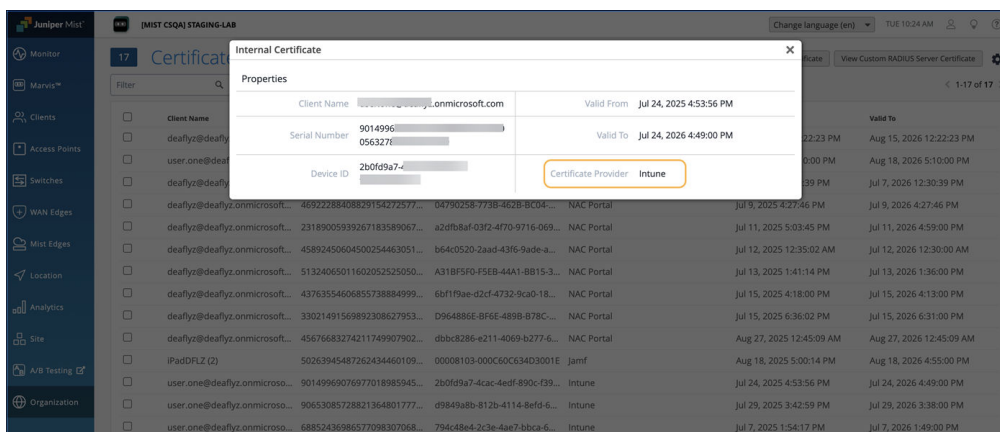 Juniper Mist
[MIST CSQA] STAGING-LAB
Change language (en)
TUE 10:24 AM
Monitor
Marvis™
Clients
Access Points
Switches
WAN Edges
Mist Edges
Location
Analytics
Site
A/B Testing
Organization
17 Certificate
View Custom RADIUS Server Certificate
Filter
1-17 of 17
Internal Certificate
Properties
Client Name .onmicrosoft.com Valid From Jul 24, 2025 4:53:56 PM
Serial Number 9014996 Valid To Jul 24, 2026 4:49:00 PM
Device ID 2b0fd9a7- Certificate Provider Intune
Client Name Valid To
deaflyz@deafly 22:23 PM Aug 15, 2026 12:22:23 PM
user.one@deaf 0:00 PM Aug 18, 2026 5:10:00 PM
deaflyz@deafly :39 PM Jul 7, 2026 12:30:39 PM
deaflyz@deaflyz.onmicrosoft... 46922288408829154272577... 04790258-773B-462B-BC04-... NAC Portal Jul 9, 2025 4:27:46 PM Jul 9, 2026 4:27:46 PM
deaflyz@deaflyz.onmicrosoft... 23189005939267183589067... a2dfb8af-03f2-4f70-9716-069... NAC Portal Jul 11, 2025 5:03:45 PM Jul 11, 2026 4:59:00 PM
deaflyz@deaflyz.onmicrosoft... 45892450604500254463051... b64c0520-2aad-43f6-9ade-a... NAC Portal Jul 12, 2025 12:35:02 AM Jul 12, 2026 12:30:00 AM
deaflyz@deaflyz.onmicrosoft... 51324065011602052525050... A31BF5F0-F5EB-44A1-BB15-3... NAC Portal Jul 13, 2025 1:41:14 PM Jul 13, 2026 1:36:00 PM
deaflyz@deaflyz.onmicrosoft... 43763554606855738884999... 6bf1f9ae-d2cf-4732-9ca0-18... NAC Portal Jul 15, 2025 4:18:00 PM Jul 15, 2026 4:13:00 PM
deaflyz@deaflyz.onmicrosoft... 33021491569892308627953... D964886E-BF6E-489B-B78C-... NAC Portal Jul 15, 2025 6:36:02 PM Jul 15, 2026 6:31:00 PM
deaflyz@deaflyz.onmicrosoft... 45676683274211749907902... dbbc8286-e211-4069-b277-6... NAC Portal Aug 27, 2025 12:45:09 AM Aug 27, 2026 12:45:09 AM
iPadDFLZ (2) 50263945487262434460109... 00008103-000C60C634D3001E Jamf Aug 18, 2025 5:00:14 PM Aug 18, 2026 4:55:00 PM
user.one@deaflyz.onmicroso... 90149969076977018985945... 2b0fd9a7-4cac-4edf-890c-f39... Intune Jul 24, 2025 4:53:56 PM Jul 24, 2026 4:49:00 PM
user.one@deaflyz.onmicroso... 90653085728821364801777... d9849a8b-812b-4114-8efd-6... Intune Jul 29, 2025 3:42:59 PM Jul 29, 2026 3:38:00 PM
user.one@deaflyz.onmicroso... 68852436986577098307068... 794c48e4-2c3e-4ae7-bbca-6... Intune Jul 7, 2025 1:54:17 PM Jul 7, 2026 1:49:00 PM